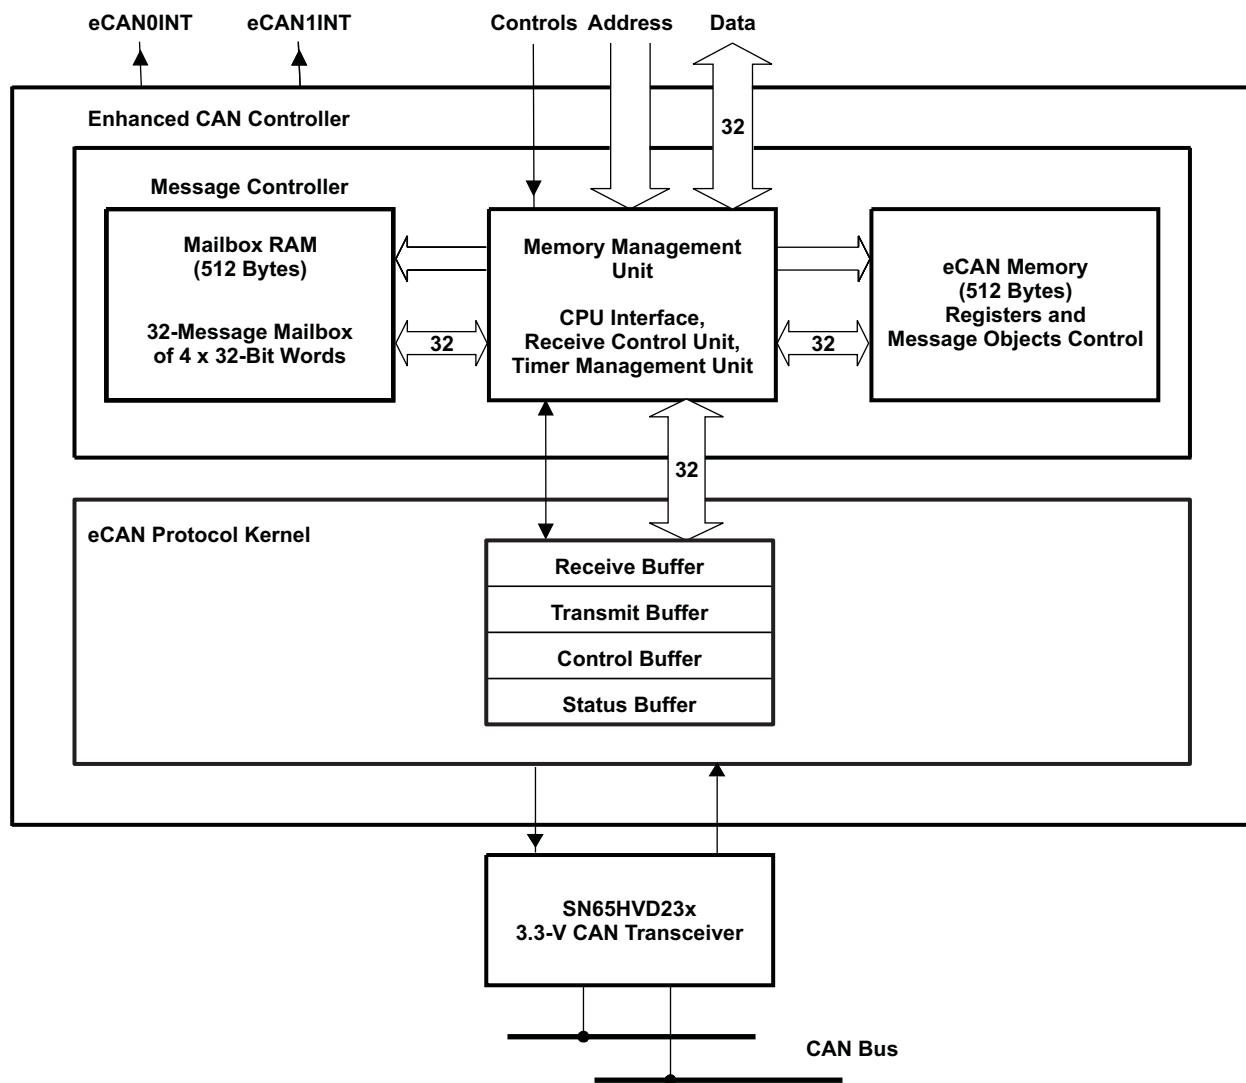 eCAN0INT
eCAN1INT
Controls
Address
Data
32
Enhanced CAN Controller
Message Controller
Mailbox RAM
(512 Bytes)
32-Message Mailbox
of 4 x 32-Bit Words
32
Memory Management
Unit
CPU Interface,
Receive Control Unit,
Timer Management Unit
32
eCAN Memory
(512 Bytes)
Registers and
Message Objects Control
32
eCAN Protocol Kernel
Receive Buffer
Transmit Buffer
Control Buffer
Status Buffer
SN65HVD23x
3.3-V CAN Transceiver
CAN Bus